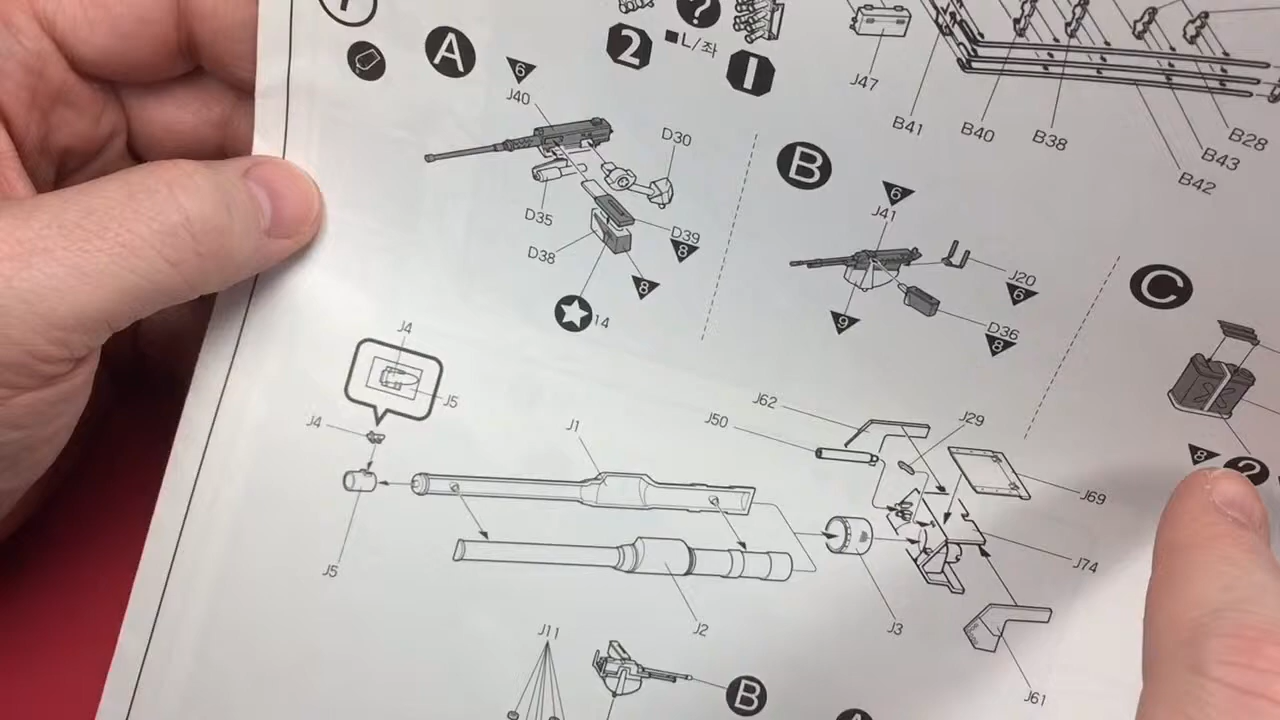 A
2
?
■L/좌
1
J47
B41
B40
B38
B28
B43
B42
6
J40
D30
D35
D39
8
D38
8
14
B
6
J41
J20
6
9
D36
8
C
8
?
J4
J5
J4
J5
J1
J2
J3
J50
J62
J29
J69
J74
J61
J11
B
A